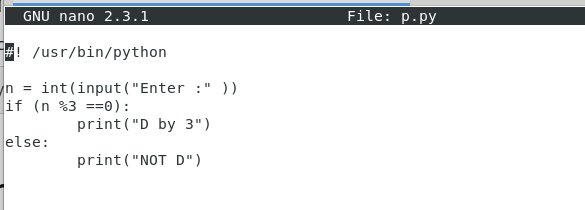 GNU nano 2.3.1 File: p.py
#! /usr/bin/python
n = int(input("Enter :" ))
if (n %3 ==0):
        print("D by 3")
else:
        print("NOT D")